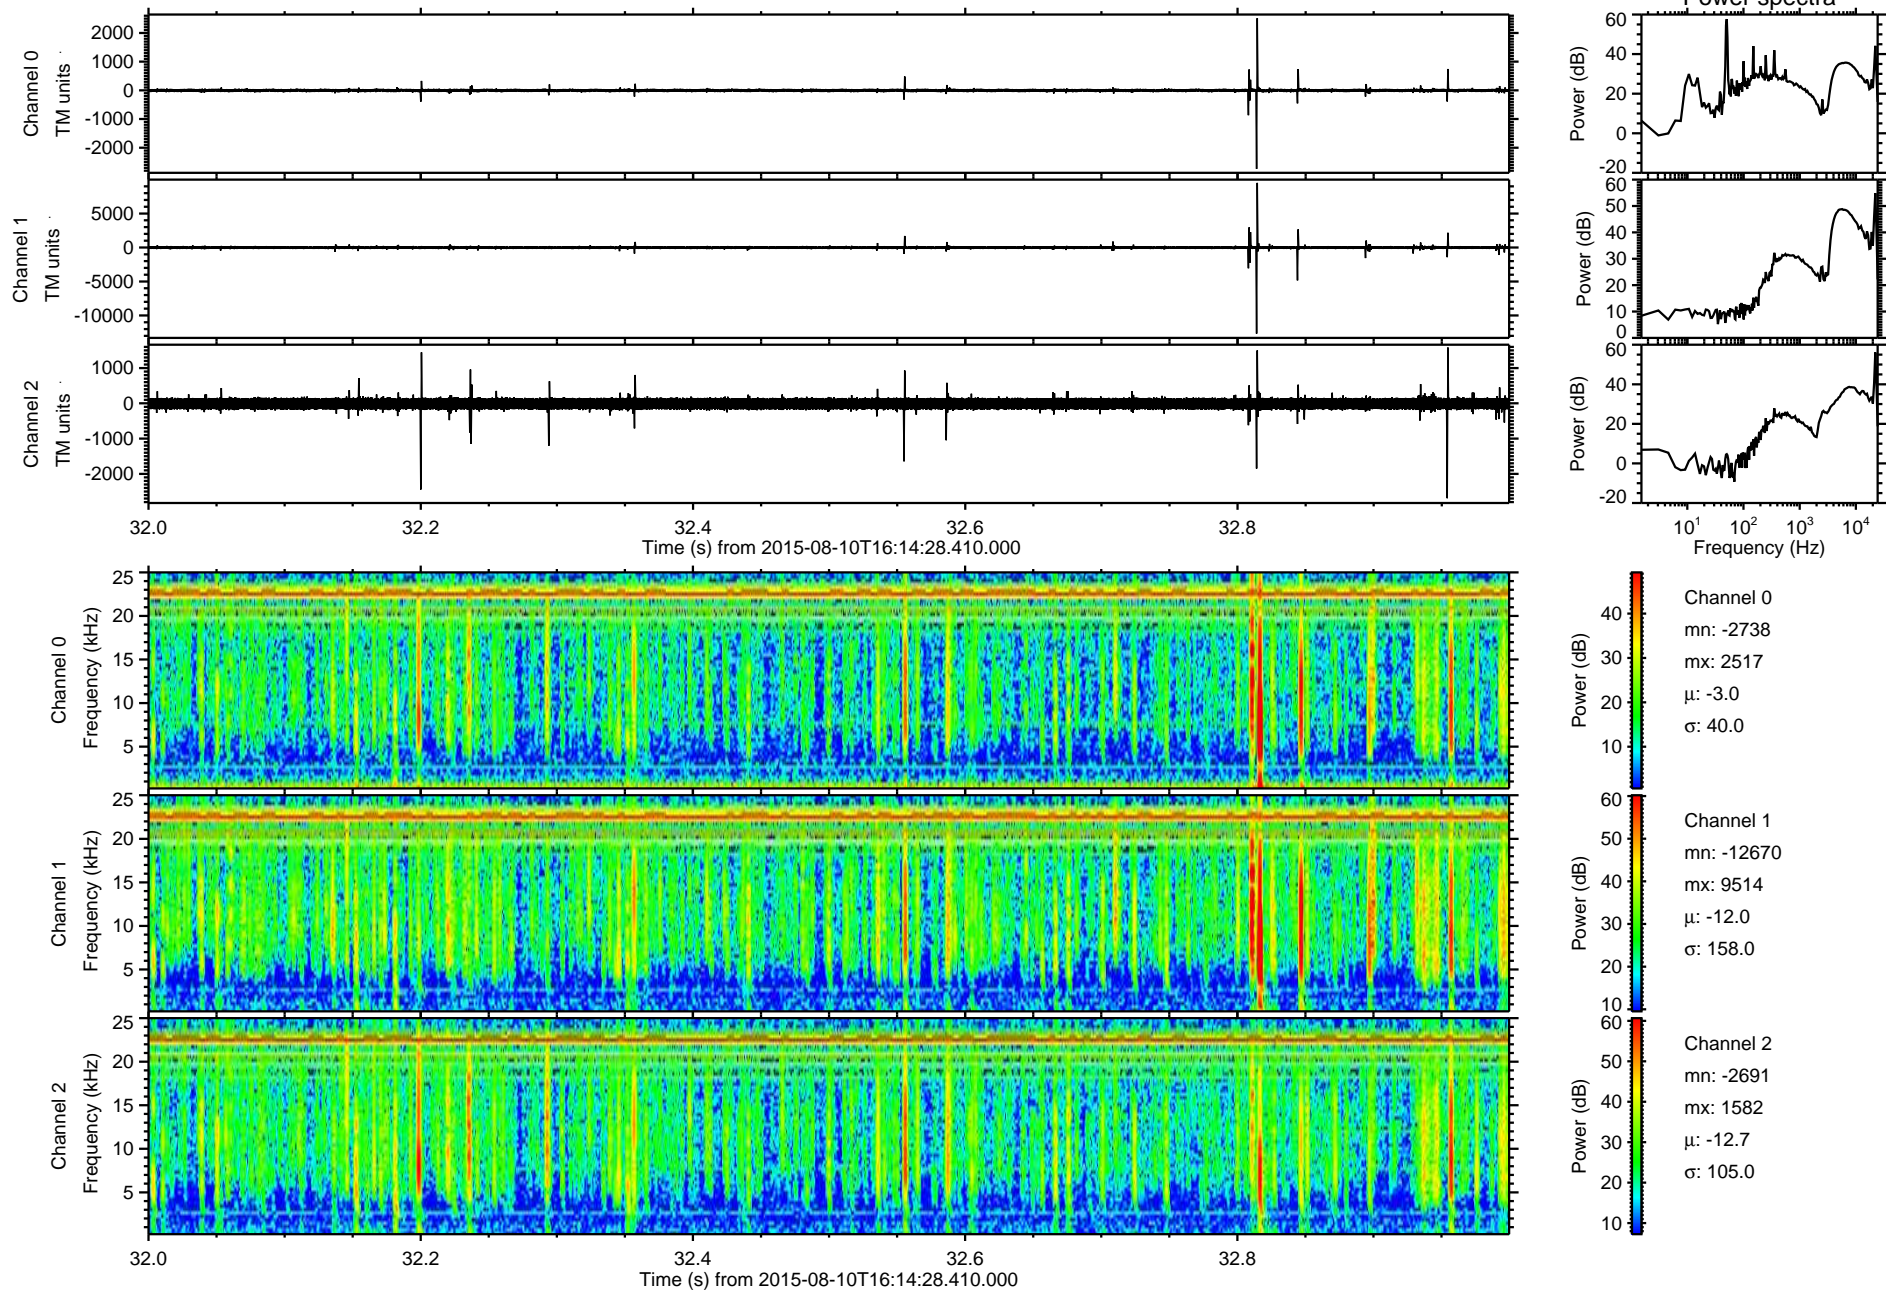 Power spectra
Channel 0
TM units
2000
1000
0
-1000
-2000
Power (dB)
60
40
20
0
-20
Channel 1
TM units
5000
0
-5000
-10000
Power (dB)
60
50
40
30
20
10
0
Channel 2
TM units
1000
0
-1000
-2000
Power (dB)
60
40
20
0
-20
32.0 32.2 32.4 32.6 32.8
Time (s) from 2015-08-10T16:14:28.410.000
10¹ 10² 10³ 10⁴
Frequency (Hz)
Channel 0
Frequency (kHz)
25
20
15
10
5
Power (dB)
40
30
20
10
Channel 0
mn: -2738
mx: 2517
μ: -3.0
σ: 40.0
Channel 1
Frequency (kHz)
25
20
15
10
5
Power (dB)
60
50
40
30
20
10
Channel 1
mn: -12670
mx: 9514
μ: -12.0
σ: 158.0
Channel 2
Frequency (kHz)
25
20
15
10
5
Power (dB)
60
50
40
30
20
10
Channel 2
mn: -2691
mx: 1582
μ: -12.7
σ: 105.0
32.0 32.2 32.4 32.6 32.8
Time (s) from 2015-08-10T16:14:28.410.000